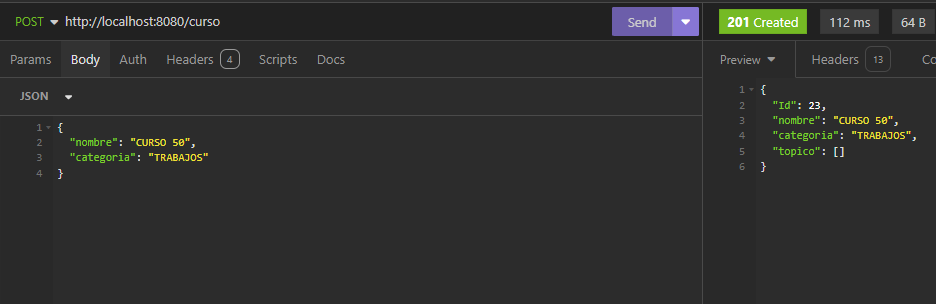 POST http://localhost:8080/curso Send
201 Created 112 ms 64 B
Params Body Auth Headers 4 Scripts Docs
Preview Headers 13 Co
JSON
1 {
2 "nombre": "CURSO 50",
3 "categoria": "TRABAJOS"
4 }
1 {
2 "Id": 23,
3 "nombre": "CURSO 50",
4 "categoria": "TRABAJOS",
5 "topico": []
6 }